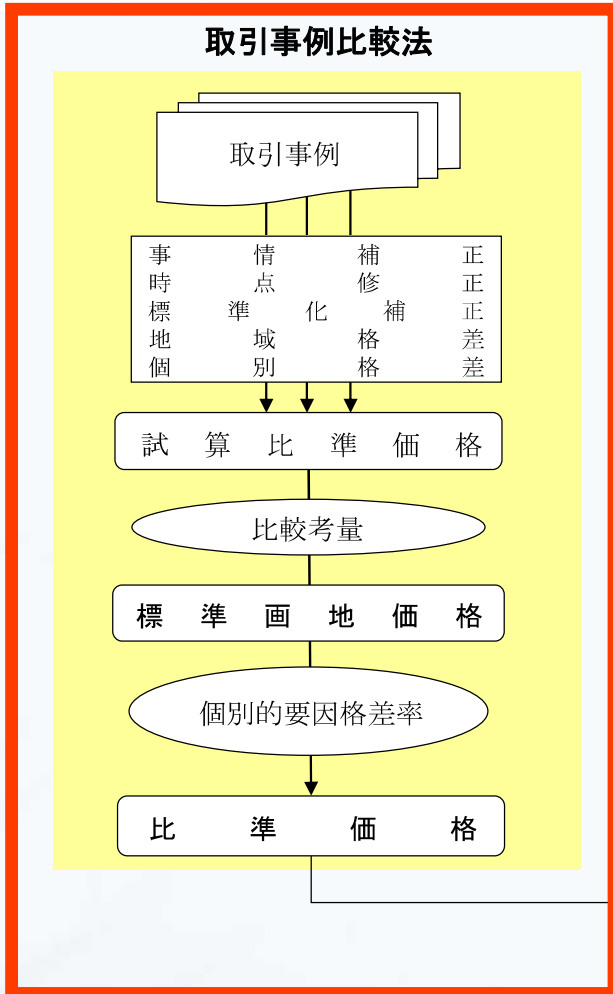 取引事例比較法
取引事例
事情補正
時点修正
標準化補正
地域格差
個別格差
試算比準価格
比較考量
標準画地価格
個別的要因格差率
比準価格